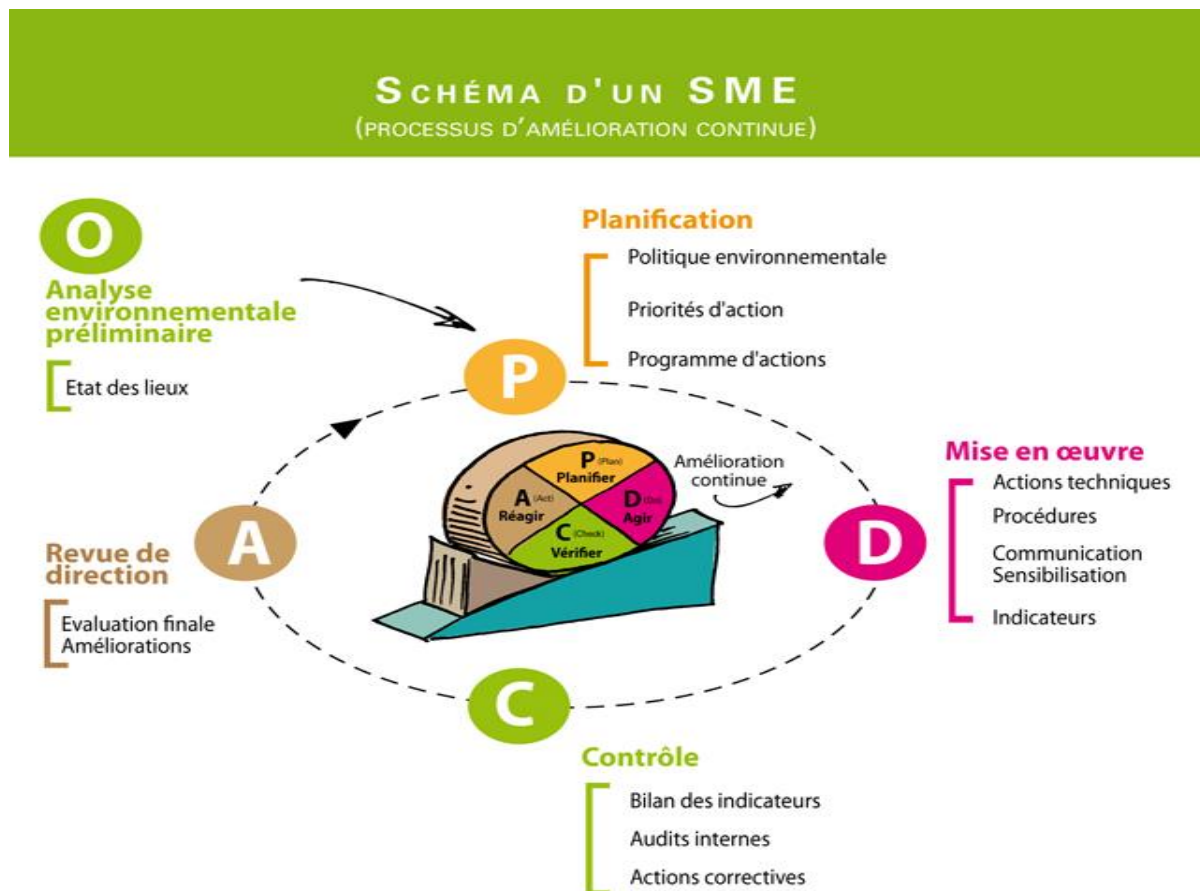 SCHÉMA D'UN SME
(PROCESSUS D'AMÉLIORATION CONTINUE)
O
Analyse
environnementale
préliminaire
Etat des lieux
P
Planification
Politique environnementale
Priorités d'action
Programme d'actions
D
Mise en œuvre
Actions techniques
Procédures
Communication
Sensibilisation
Indicateurs
P (Plan)
Planifier
A (Act)
Réagir
D (Do)
Agir
C (Check)
Vérifier
Amélioration
continue
A
Revue de
direction
Evaluation finale
Améliorations
C
Contrôle
Bilan des indicateurs
Audits internes
Actions correctives